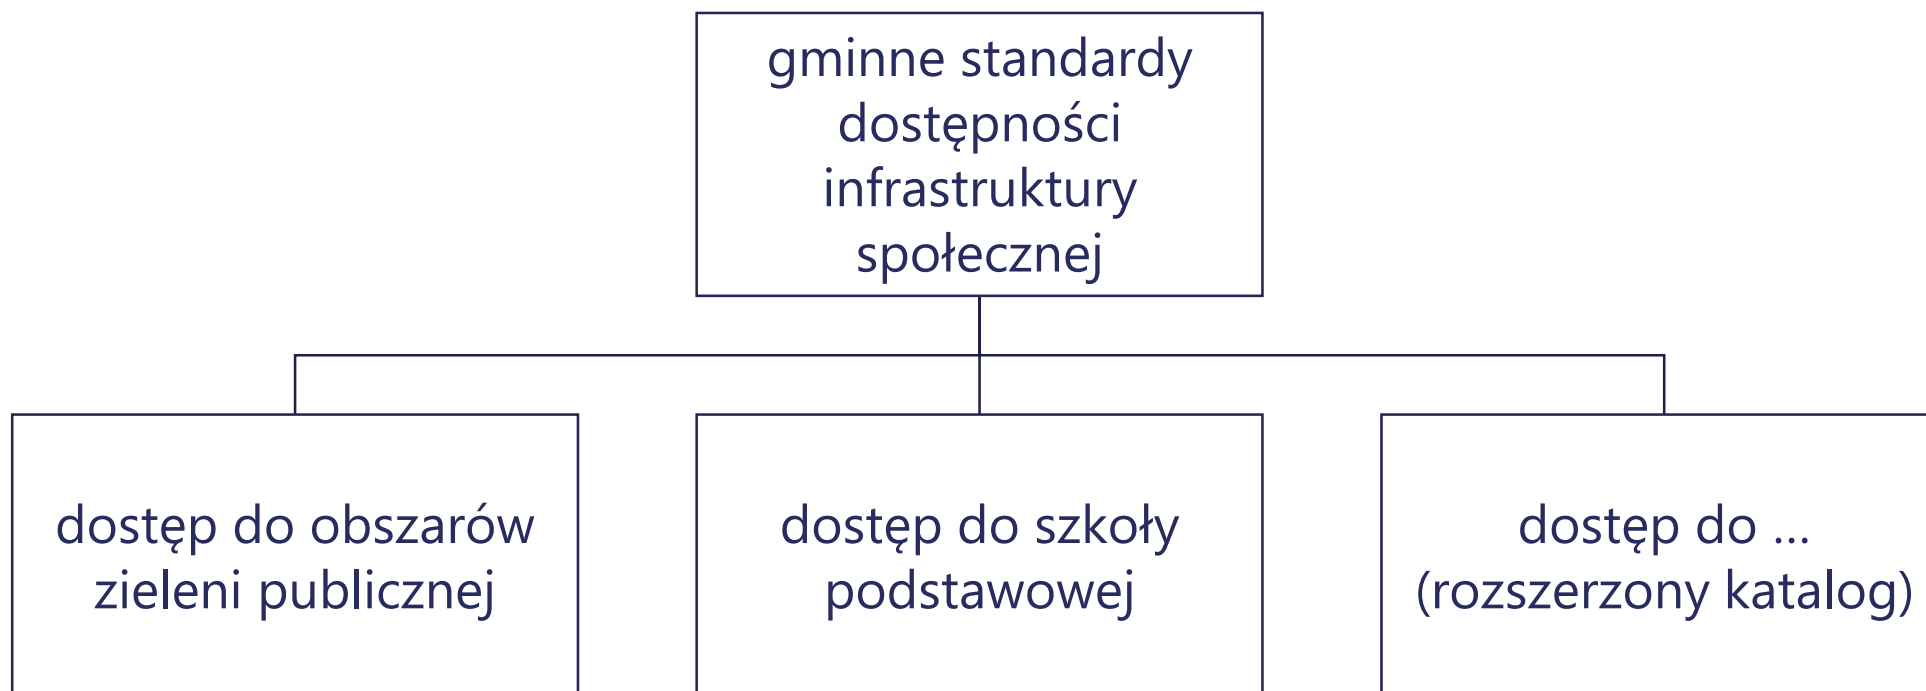 gminne standardy
dostępności
infrastruktury
społecznej
dostęp do obszarów
zieleni publicznej
dostęp do szkoły
podstawowej
dostęp do ...
(rozszerzony katalog)